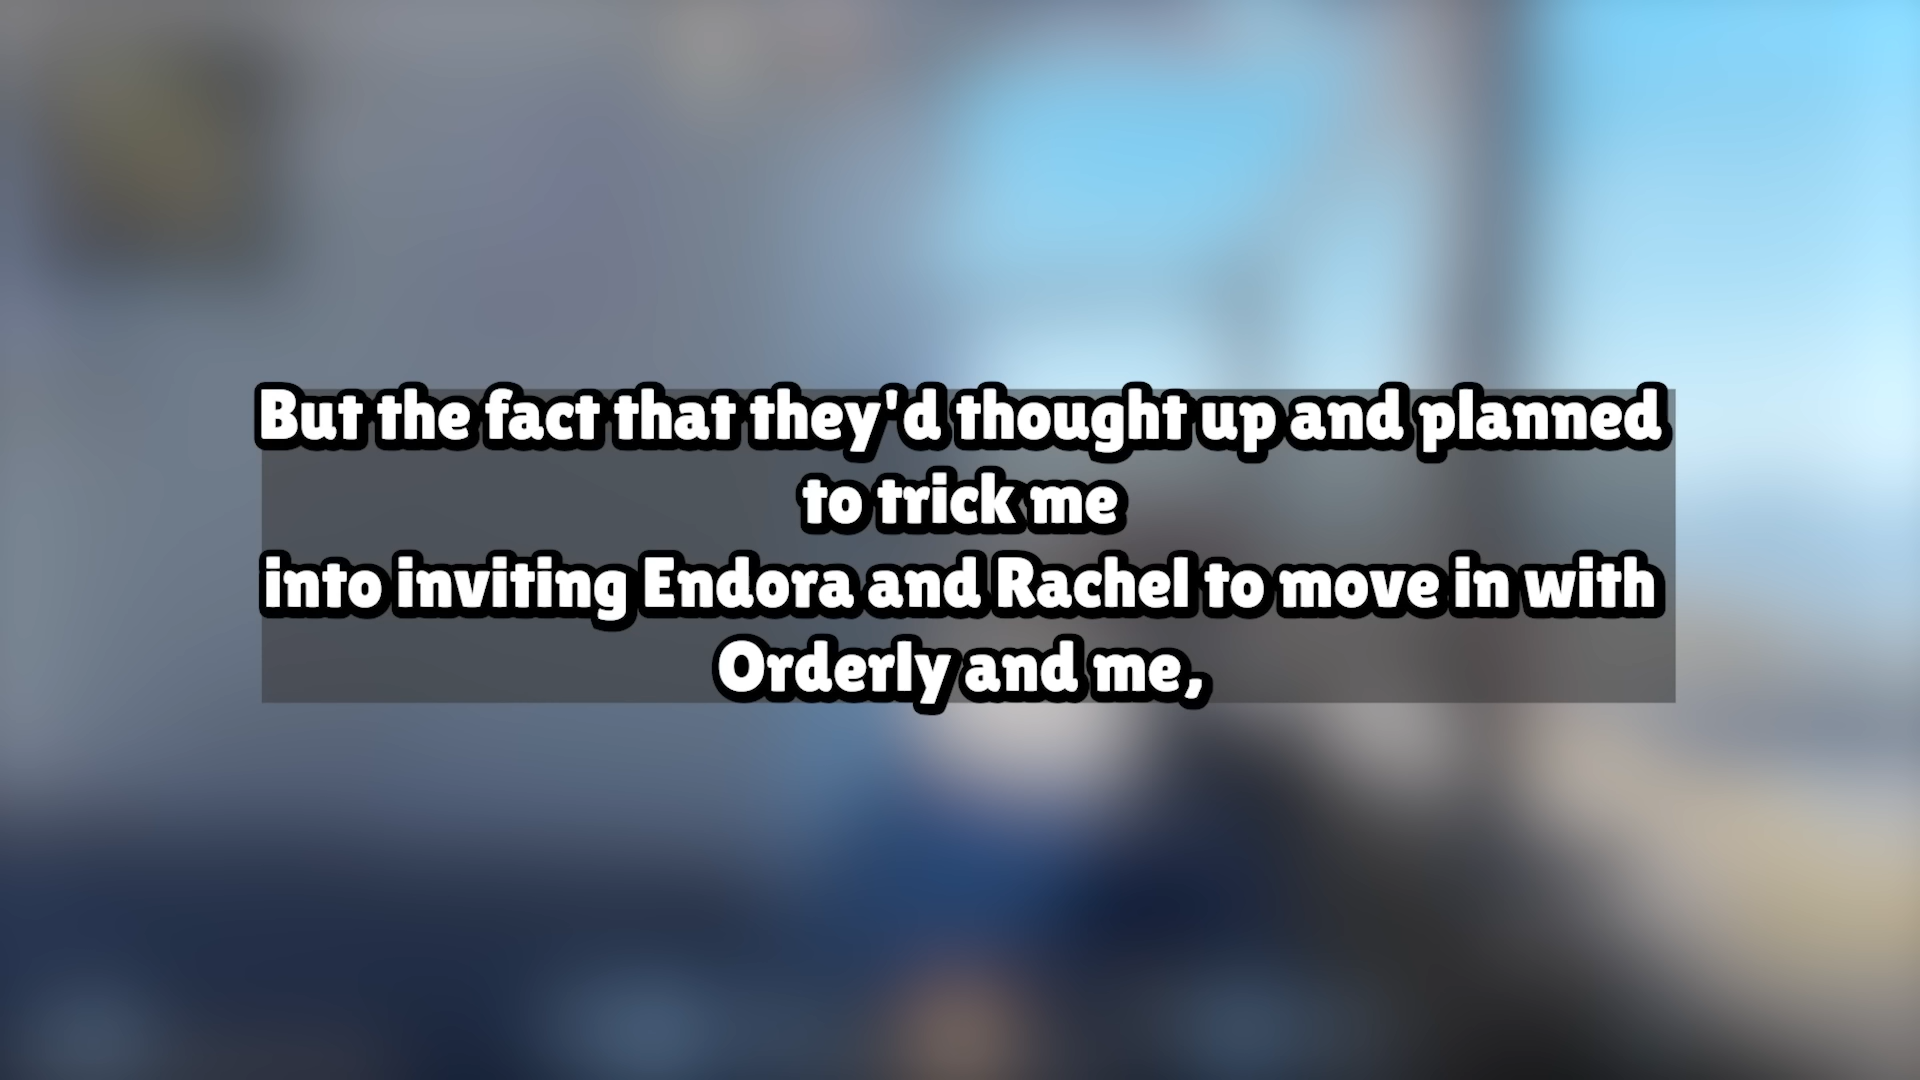 But the fact that they'd thought up and planned
to trick me
into inviting Endora and Rachel to move in with
Orderly and me,